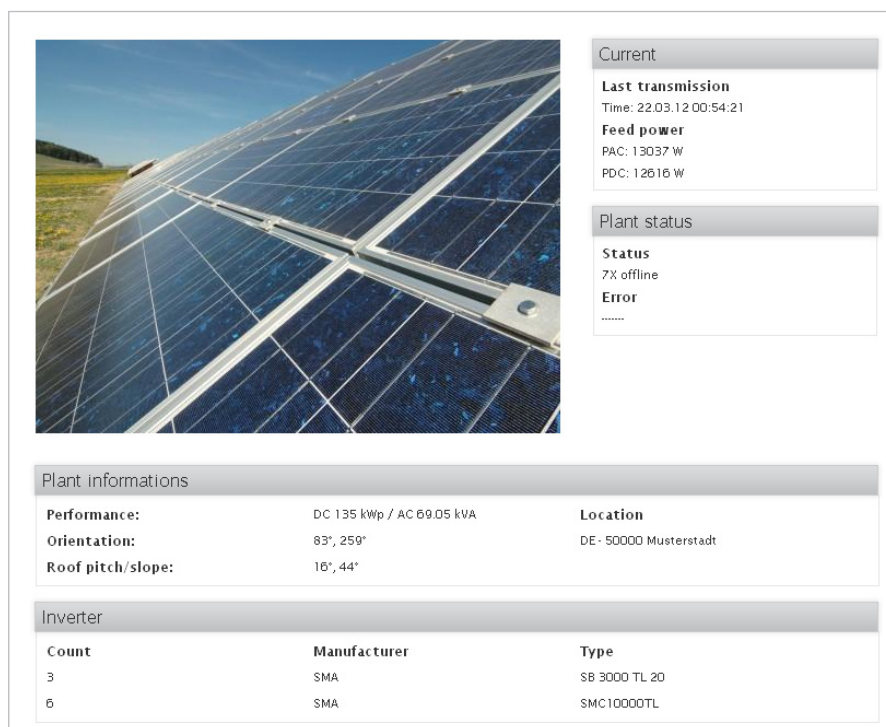 Current
Last transmission
Time: 22.03.12 00:54:21
Feed power
PAC: 13037 W
PDC: 12616 W
Plant status
Status
7X offline
Error
-------
Plant informations
Performance: DC 135 kWp / AC 69.05 kVA Location
Orientation: 83°, 259° DE - 50000 Musterstadt
Roof pitch/slope: 16°, 44°
Inverter
Count Manufacturer Type
3 SMA SB 3000 TL 20
6 SMA SMC10000TL